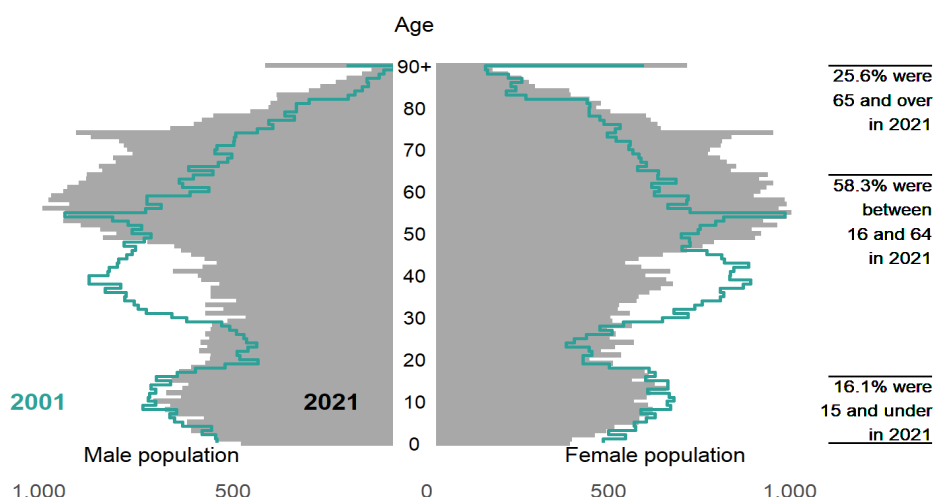 Age
90+
80
70
60
50
40
30
20
10
0
2001
2021
25.6% were
65 and over
in 2021
58.3% were
between
16 and 64
in 2021
16.1% were
15 and under
in 2021
Male population
Female population
1,000
500
0
500
1,000